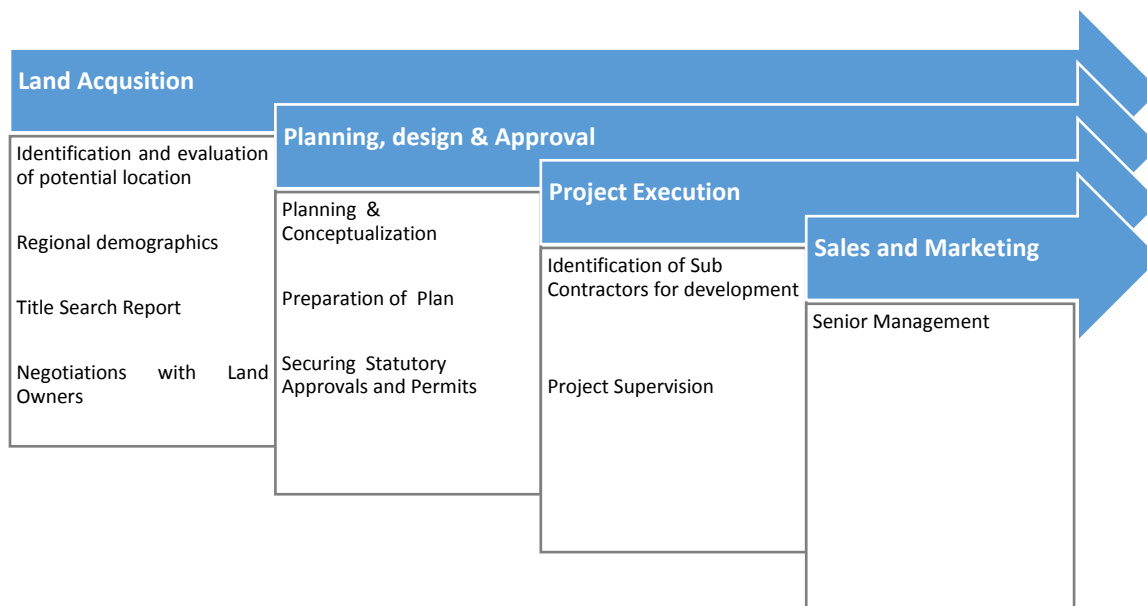 Land Acqusition
Identification and evaluation
of potential location
Regional demographics
Title Search Report
Negotiations with Land
Owners
Planning, design & Approval
Planning &
Conceptualization
Preparation of Plan
Securing Statutory
Approvals and Permits
Project Execution
Identification of Sub
Contractors for development
Project Supervision
Sales and Marketing
Senior Management